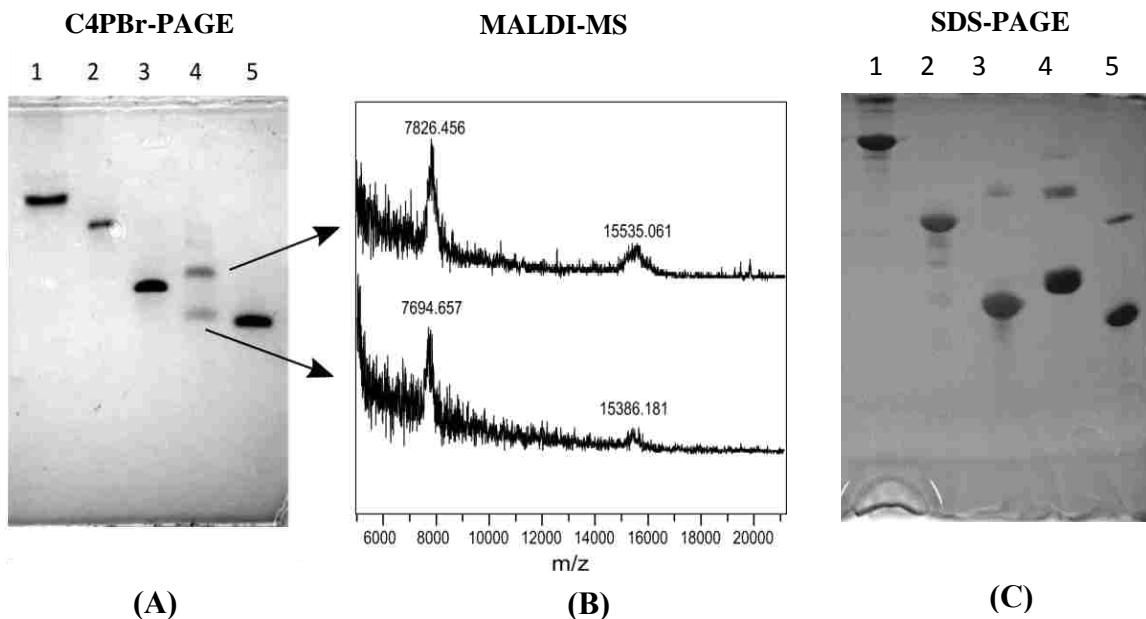 C4PBr-PAGE
1 2 3 4 5
(A)
MALDI-MS
7826.456
15535.061
7694.657
15386.181
6000 8000 10000 12000 14000 16000 18000 20000
m/z
(B)
SDS-PAGE
1 2 3 4 5
(C)